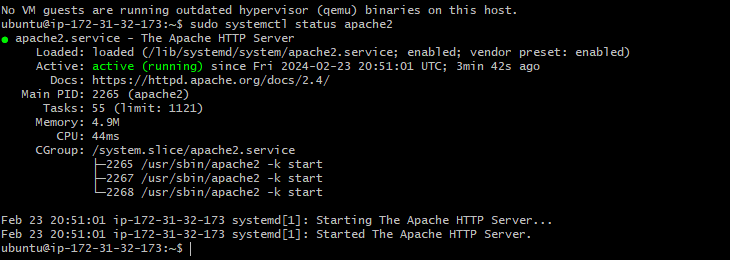 No VM guests are running outdated hypervisor (qemu) binaries on this host.
ubuntu@ip-172-31-32-173:~$ sudo systemctl status apache2
● apache2.service - The Apache HTTP Server
     Loaded: loaded (/lib/systemd/system/apache2.service; enabled; vendor preset: enabled)
     Active: active (running) since Fri 2024-02-23 20:51:01 UTC; 3min 42s ago
       Docs: https://httpd.apache.org/docs/2.4/
   Main PID: 2265 (apache2)
      Tasks: 55 (limit: 1121)
     Memory: 4.9M
        CPU: 44ms
     CGroup: /system.slice/apache2.service
             ├─2265 /usr/sbin/apache2 -k start
             ├─2267 /usr/sbin/apache2 -k start
             └─2268 /usr/sbin/apache2 -k start
Feb 23 20:51:01 ip-172-31-32-173 systemd[1]: Starting The Apache HTTP Server...
Feb 23 20:51:01 ip-172-31-32-173 systemd[1]: Started The Apache HTTP Server.
ubuntu@ip-172-31-32-173:~$